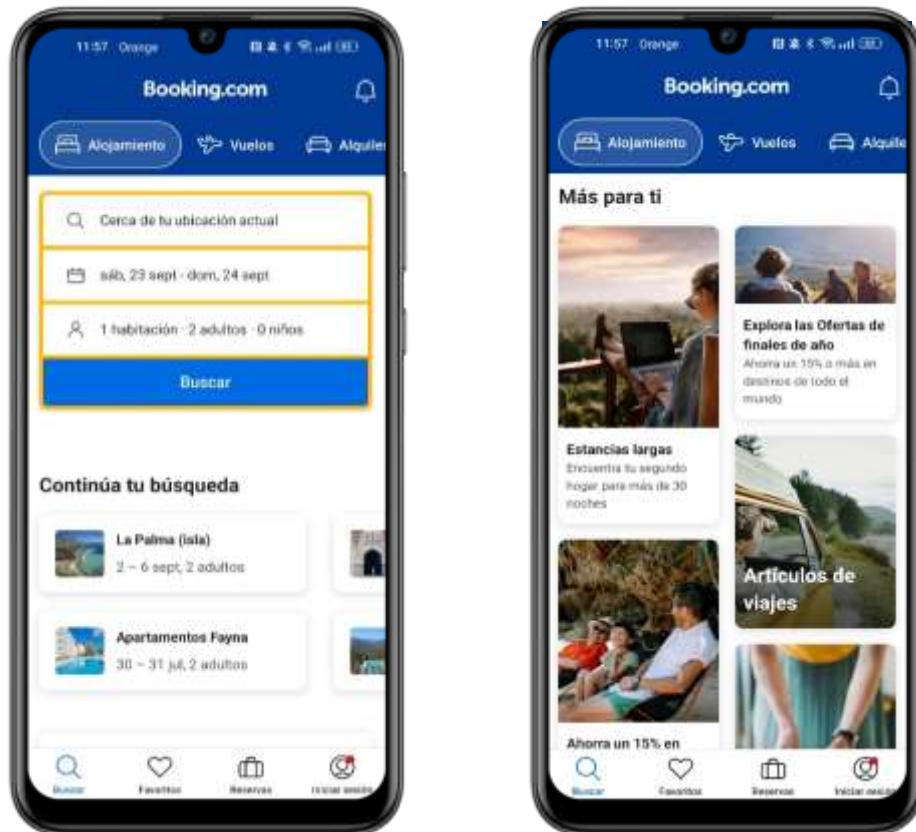 11:57 Orange
Booking.com
Alojamiento
Vuelos
Alquiler
Cerca de tu ubicación actual
sáb, 23 sept - dom, 24 sept
1 habitación · 2 adultos · 0 niños
Buscar
Continúa tu búsqueda
La Palma (isla)
2 – 6 sept, 2 adultos
Apartamentos Fayna
30 – 31 jul, 2 adultos
Buscar
Favoritos
Reservas
Iniciar sesión
11:57 Orange
Booking.com
Alojamiento
Vuelos
Alquile
Más para ti
Estancias largas
Encuentra tu segundo
hogar para más de 30
noches
Explora las Ofertas de
finales de año
Ahorra un 15% o más en
destinos de todo el
mundo
Artículos de
viajes
Ahorra un 15% en
Buscar
Favoritos
Reservas
Iniciar sesión